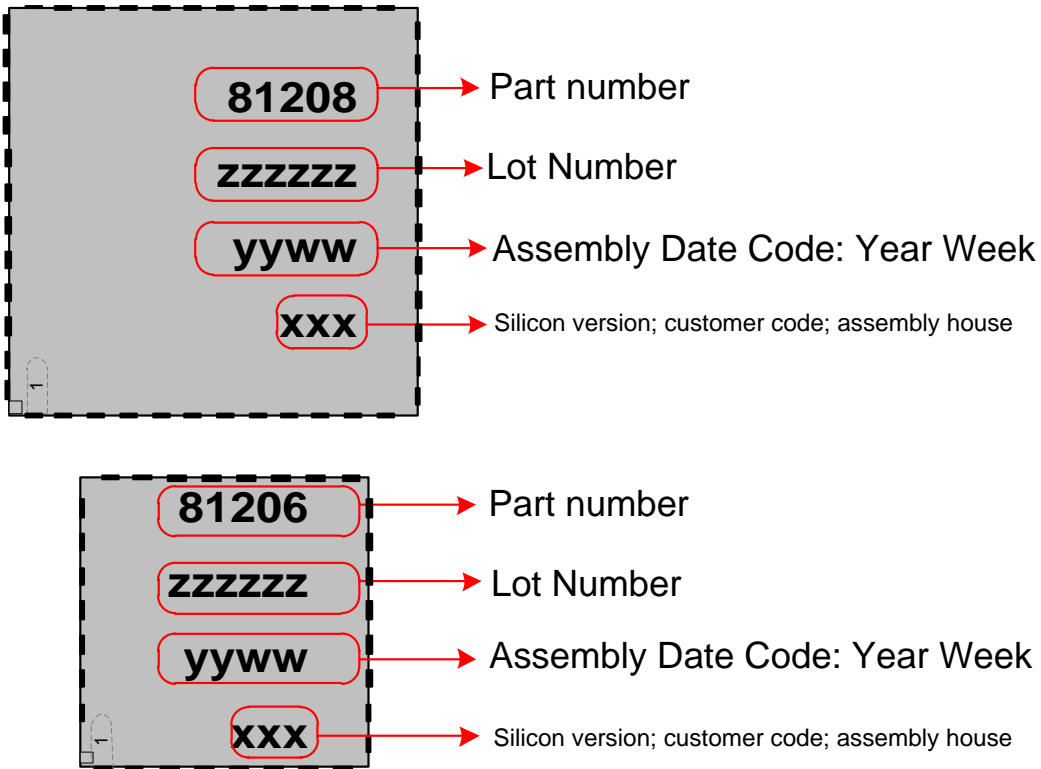 81208 Part number
zzzzzz Lot Number
yyww Assembly Date Code: Year Week
xxx Silicon version; customer code; assembly house
1
81206 Part number
zzzzzz Lot Number
yyww Assembly Date Code: Year Week
xxx Silicon version; customer code; assembly house
1